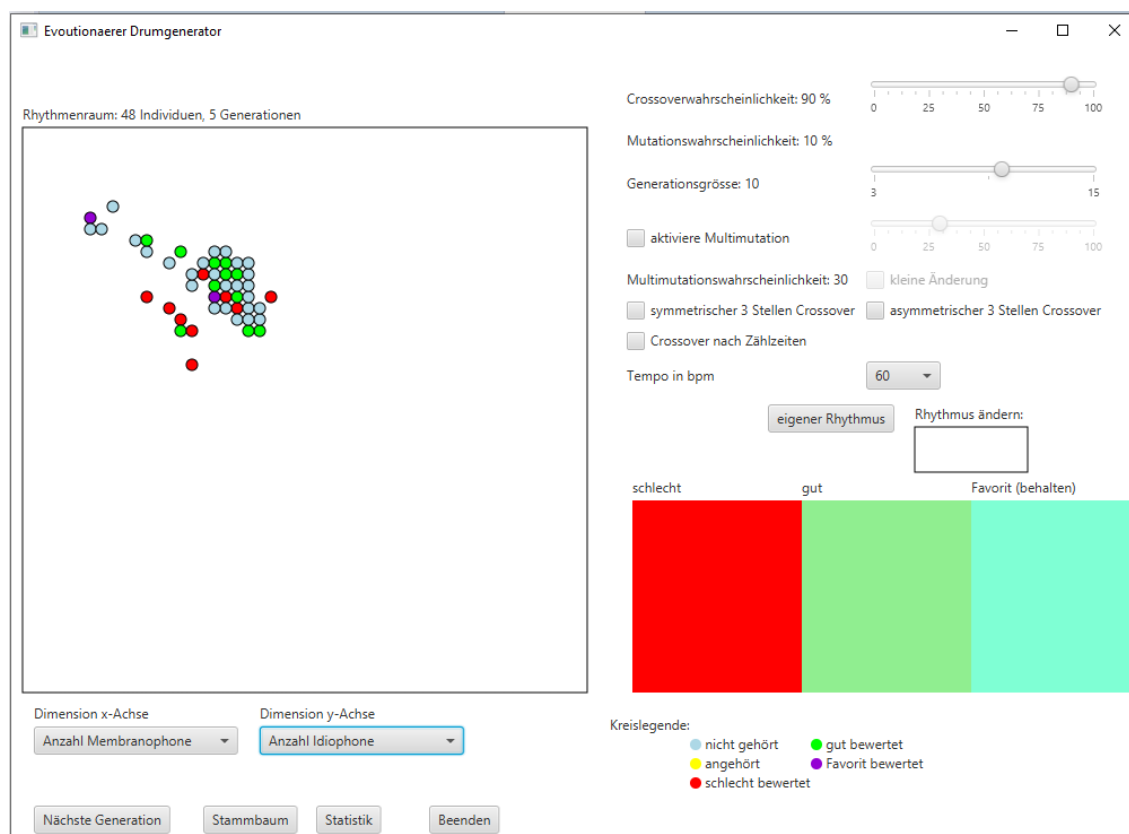 Evoutionaerer Drumgenerator
Rhythmenraum: 48 Individuen, 5 Generationen
Crossoverwahrscheinlichkeit: 90 %
0 25 50 75 100
Mutationswahrscheinlichkeit: 10 %
Generationsgrösse: 10
3 15
aktiviere Multimutation
0 25 50 75 100
Multimutationswahrscheinlichkeit: 30
kleine Änderung
symmetrischer 3 Stellen Crossover
asymmetrischer 3 Stellen Crossover
Crossover nach Zählzeiten
Tempo in bpm
60
eigener Rhythmus
Rhythmus ändern:
schlecht
gut
Favorit (behalten)
Dimension x-Achse
Dimension y-Achse
Anzahl Membranophone
Anzahl Idiophone
Kreislegende:
nicht gehört
gut bewertet
angehört
Favorit bewertet
schlecht bewertet
Nächste Generation
Stammbaum
Statistik
Beenden